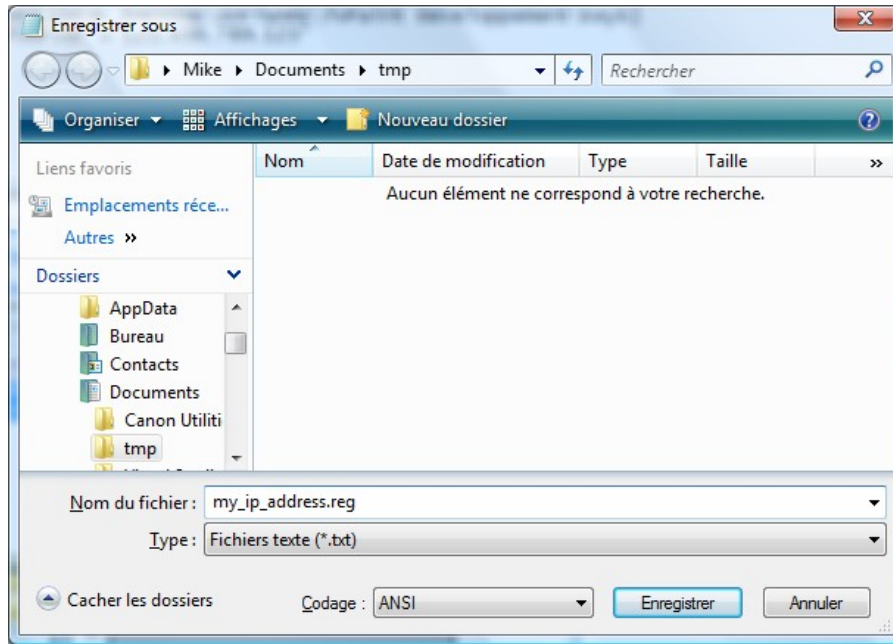 Enregistrer sous
Mike Documents tmp
Rechercher
Organiser Affichages Nouveau dossier
Liens favoris
Emplacements réce...
Autres »
Dossiers
AppData
Bureau
Contacts
Documents
Canon Utiliti
tmp
Nom Date de modification Type Taille »
Aucun élément ne correspond à votre recherche.
Nom du fichier : my_ip_address.reg
Type : Fichiers texte (*.txt)
Cacher les dossiers Codage : ANSI Enregistrer Annuler